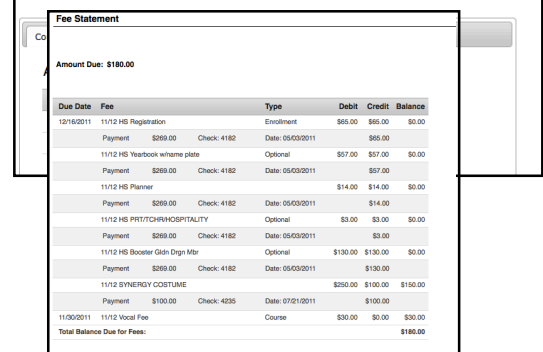 Fee Statement
Co
Amount Due: $180.00
Due Date Fee Type Debit Credit Balance
12/16/2011 11/12 HS Registration Enrollment $65.00 $65.00 $0.00
Payment $269.00 Check: 4182 Date: 05/03/2011 $65.00
11/12 HS Yearbook w/name plate Optional $57.00 $57.00 $0.00
Payment $269.00 Check: 4182 Date: 05/03/2011 $57.00
11/12 HS Planner $14.00 $14.00 $0.00
Payment $269.00 Check: 4182 Date: 05/03/2011 $14.00
11/12 HS PRT/TCHR/HOSPITALITY Optional $3.00 $3.00 $0.00
Payment $269.00 Check: 4182 Date: 05/03/2011 $3.00
11/12 HS Booster Gldn Drgn Mbr Optional $130.00 $130.00 $0.00
Payment $269.00 Check: 4182 Date: 05/03/2011 $130.00
11/12 SYNERGY COSTUME $250.00 $100.00 $150.00
Payment $100.00 Check: 4235 Date: 07/21/2011 $100.00
11/30/2011 11/12 Vocal Fee Course $30.00 $0.00 $30.00
Total Balance Due for Fees: $180.00